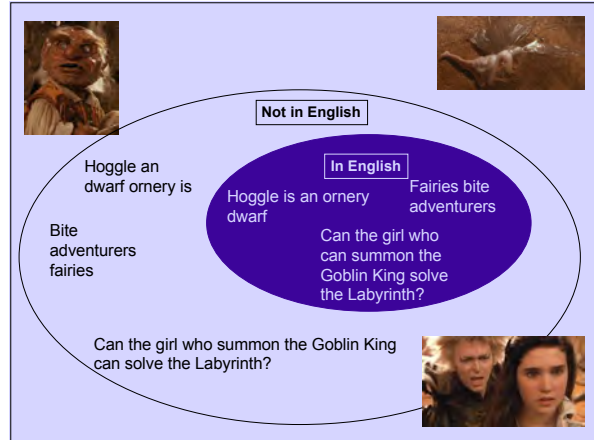 Not in English
In English
Hoggle an
dwarf ornery is
Hoggle is an ornery
dwarf
Fairies bite
adventurers
Bite
adventurers
fairies
Can the girl who
can summon the
Goblin King solve
the Labyrinth?
Can the girl who summon the Goblin King
can solve the Labyrinth?